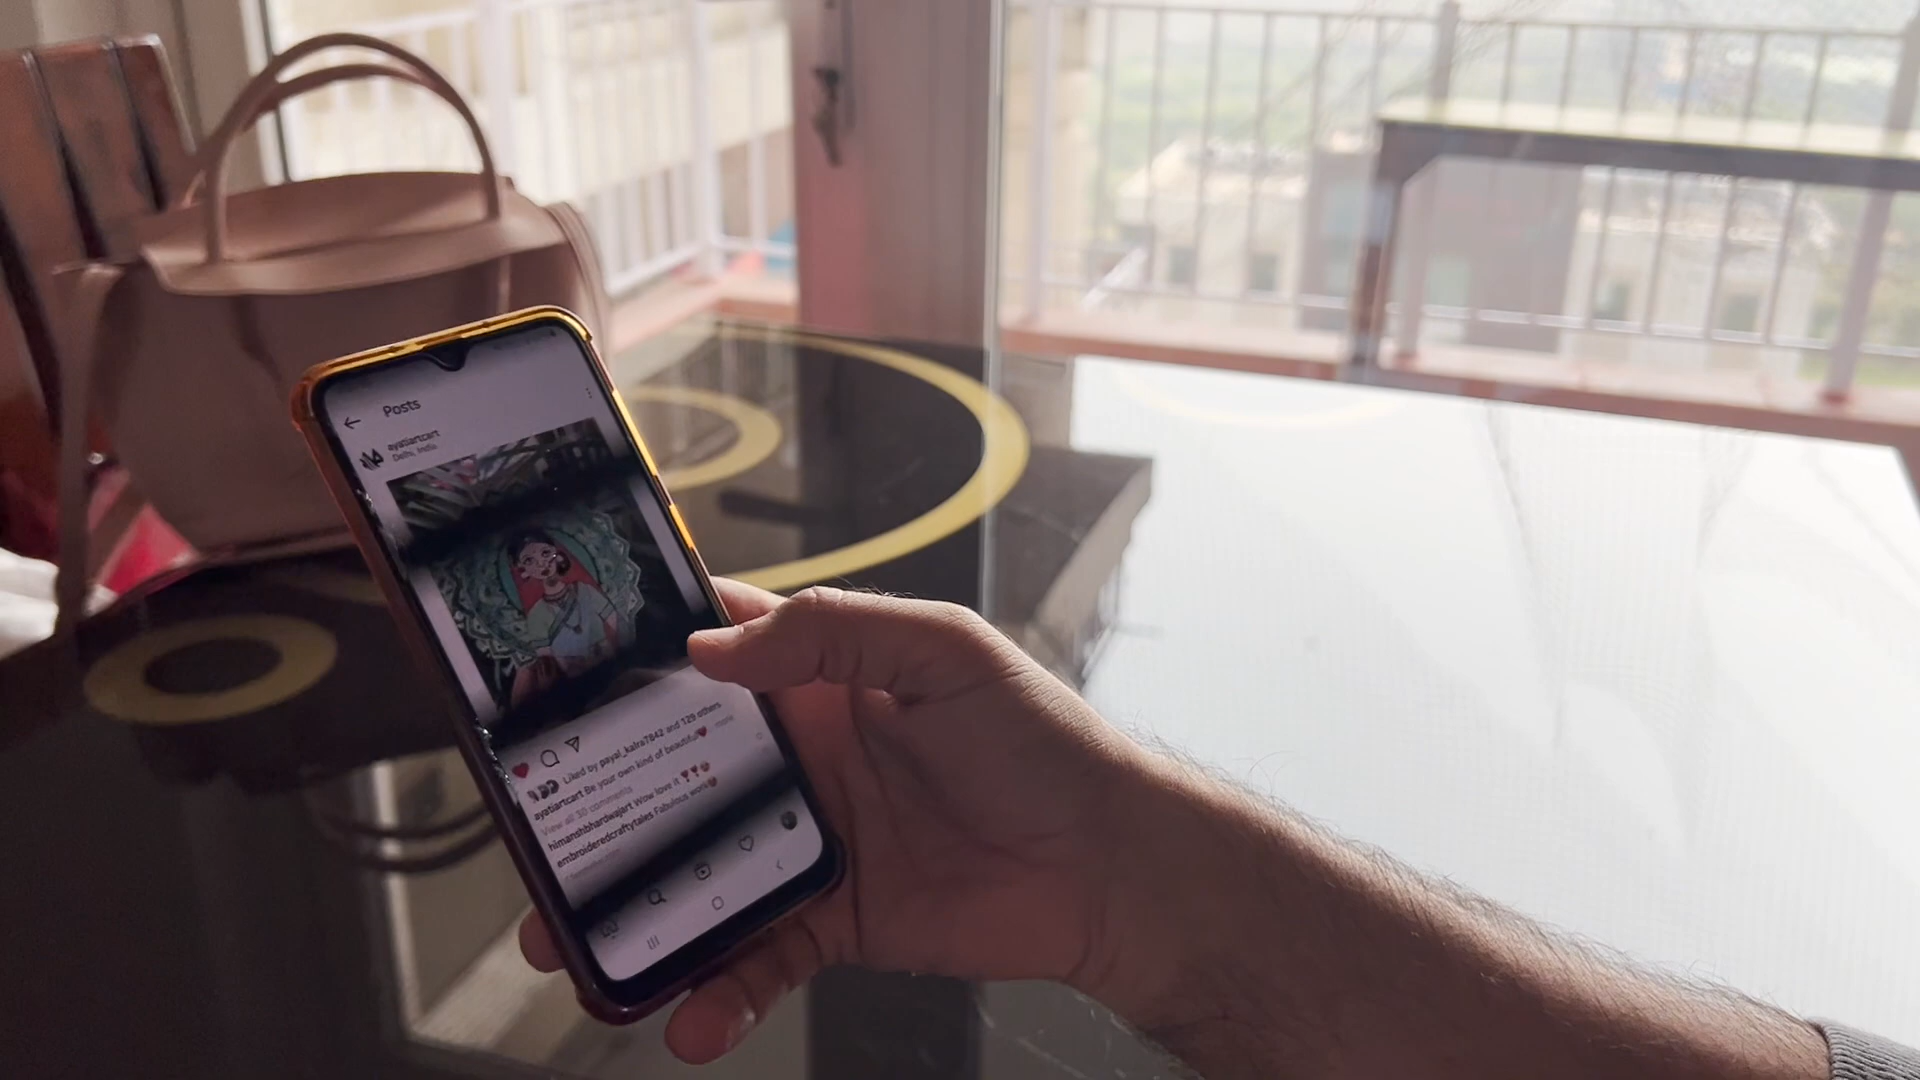 Posts
ayatiartcart
Delhi, India
Liked by payal_kalra7842 and 129 others
ayatiartcart Be your own kind of beautiful❤️ ... more
View all 30 comments
himanshibhardwajart Wow love it
embroideredcraftytales Fabulous work